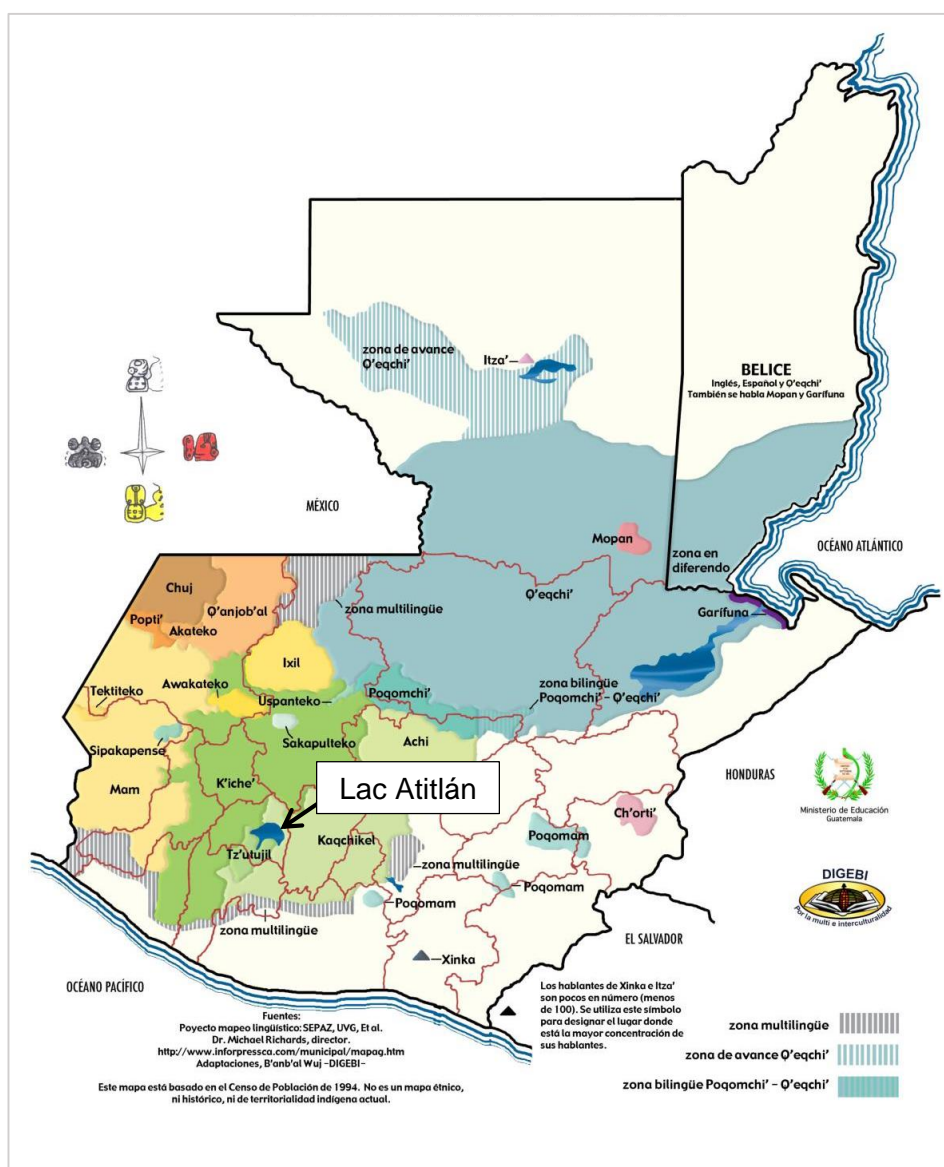 zona de avance
Q'eqchi'
Itza'
BELICE
Inglés, Español y Q'eqchi'
También se habla Mopan y Garífuna
MÉXICO
Mopan
zona en
diferendo
OCÉANO ATLÁNTICO
Chuj
Q'anjob'al
Popti'
Akateko
zona multilingüe
Q'eqchi'
Garífuna
Ixil
Tektiteko
Awakateko
Uspanteko
Poqomchi'
zona bilingüe
Poqomchi' - Q'eqchi'
Sipakapense
Sakapulteko
Achi
Mam
K'iche'
Lac Atitlán
HONDURAS
Ministerio de Educación
Guatemala
Tz'utujil
Kaqchikel
Ch'orti'
Poqomam
zona multilingüe
Poqomam
Poqomam
zona multilingüe
DIGEBI
Por la multi e interculturalidad
EL SALVADOR
Xinka
OCÉANO PACÍFICO
Los hablantes de Xinka e Itza'
son pocos en número (menos
de 100). Se utiliza este símbolo
para designar el lugar donde
está la mayor concentración de
sus hablantes.
Fuentes:
Poyecto mapeo lingüístico: SEPAZ, UVG, Et al.
Dr. Michael Richards, director.
http://www.inforpressca.com/municipal/mapag.htm
Adaptaciones, B'anb'al Wuj -DIGEBI-
Este mapa está basado en el Censo de Población de 1994. No es un mapa étnico,
ni histórico, ni de territorialidad indígena actual.
zona multilingüe
zona de avance Q'eqchi'
zona bilingüe Poqomchi' - Q'eqchi'